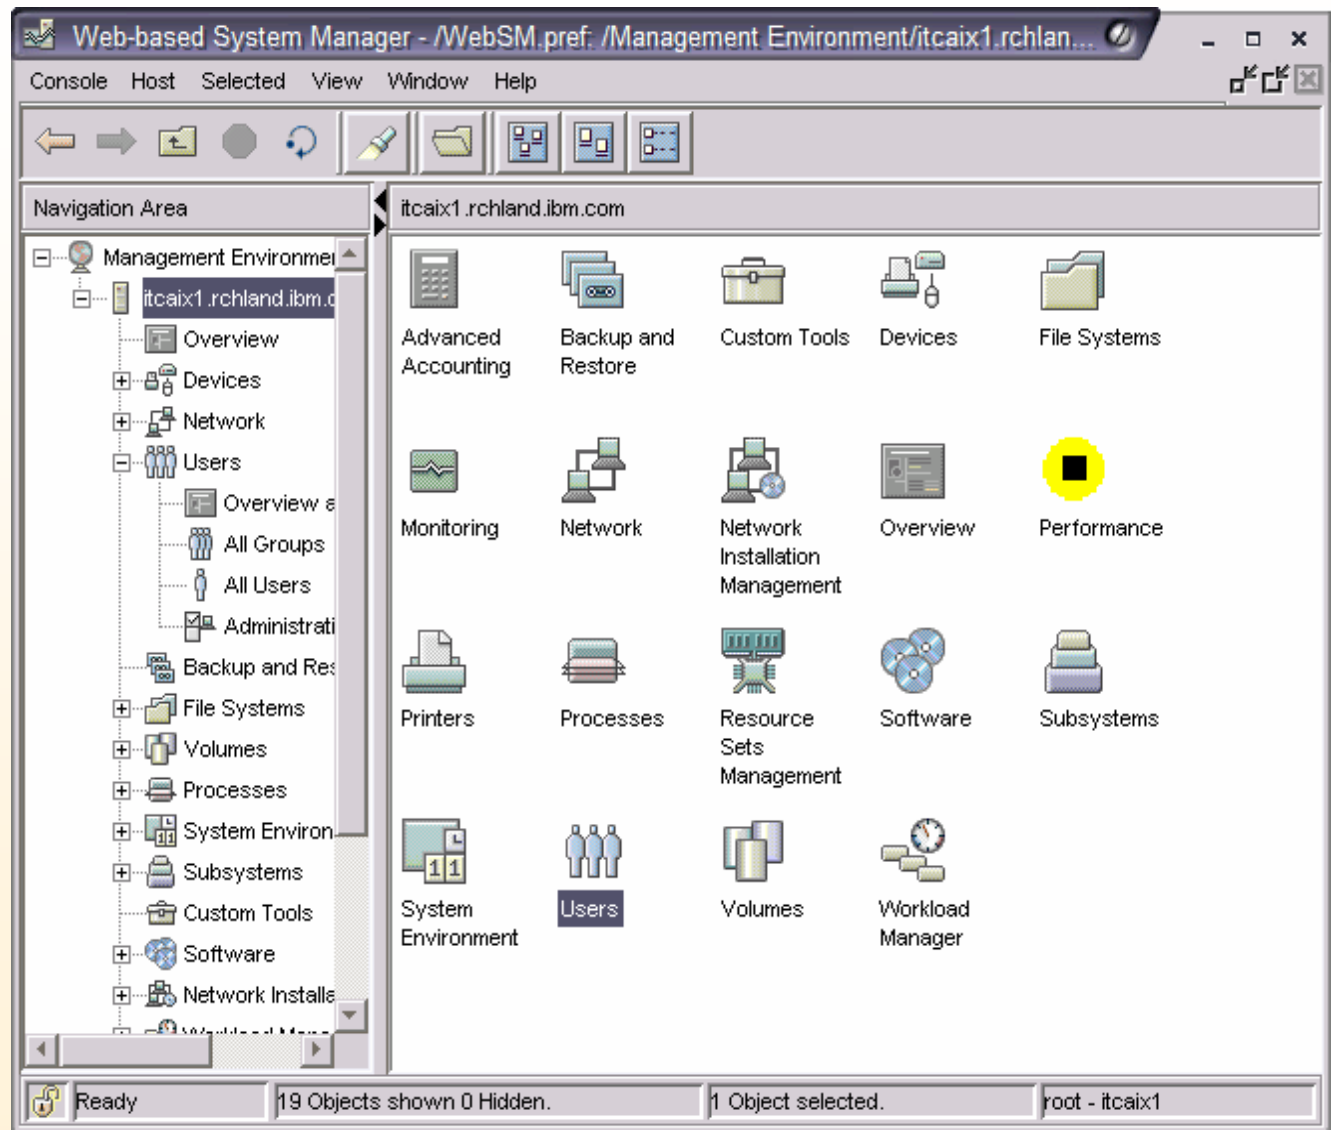 Web-based System Manager - /WebSM.pref: /Management Environment/itcaix1.rchlan...
Console Host Selected View Window Help
Navigation Area
itcaix1.rchland.ibm.com
Management Environmen
itcaix1.rchland.ibm.c
Overview
Devices
Network
Users
Overview a
All Groups
All Users
Administrati
Backup and Res
File Systems
Volumes
Processes
System Environ
Subsystems
Custom Tools
Software
Network Installa
Advanced Accounting
Backup and Restore
Custom Tools
Devices
File Systems
Monitoring
Network
Network Installation Management
Overview
Performance
Printers
Processes
Resource Sets Management
Software
Subsystems
11
System Environment
Users
Volumes
Workload Manager
Ready
19 Objects shown 0 Hidden.
1 Object selected.
root - itcaix1